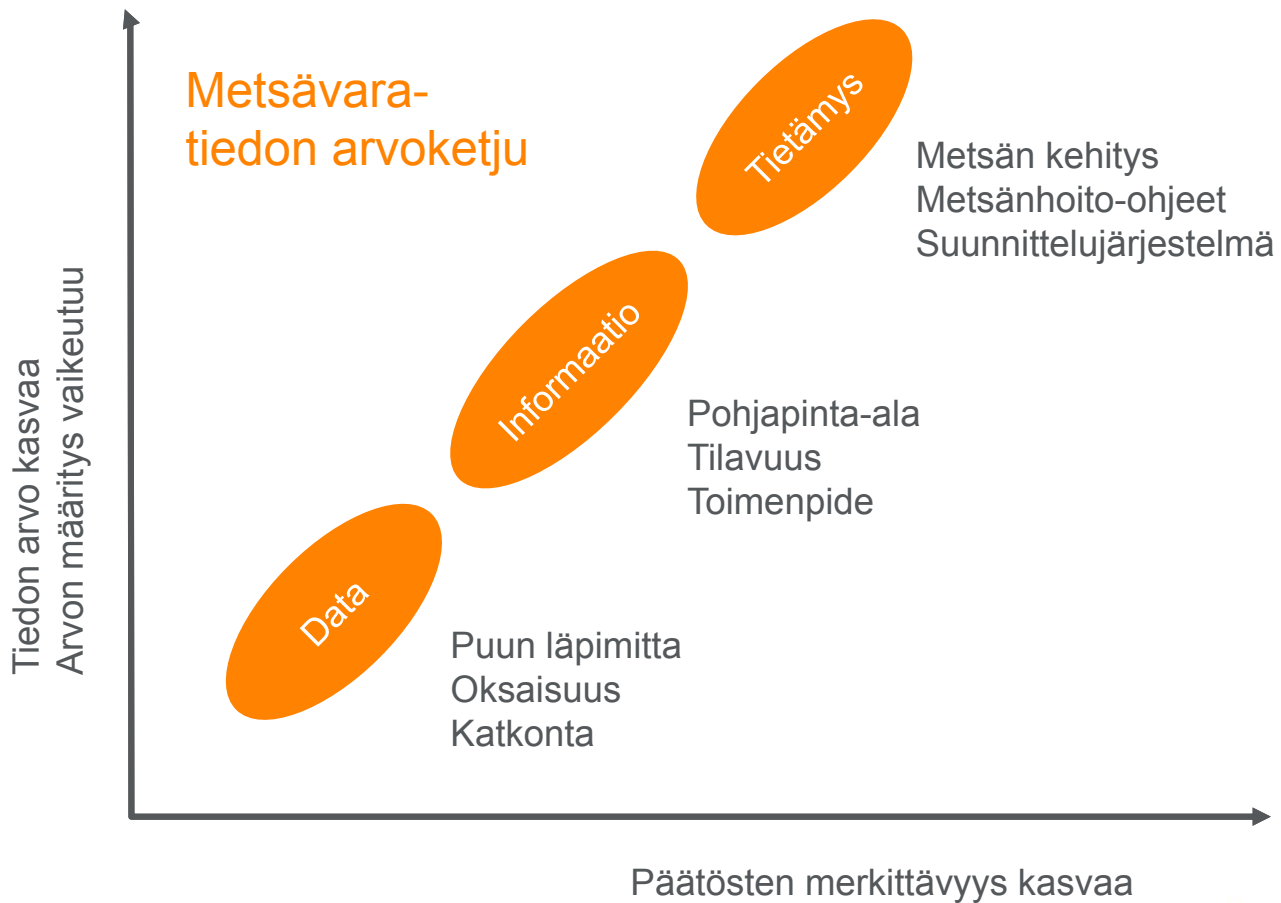 Metsävara-
tiedon arvoketju
Tietämys
Metsän kehitys
Metsänhoito-ohjeet
Suunnittelujärjestelmä
Informaatio
Pohjapinta-ala
Tilavuus
Toimenpide
Data
Puun läpimitta
Oksaisuus
Katkonta
Tiedon arvo kasvaa
Arvon määritys vaikeutuu
Päätösten merkittävyys kasvaa